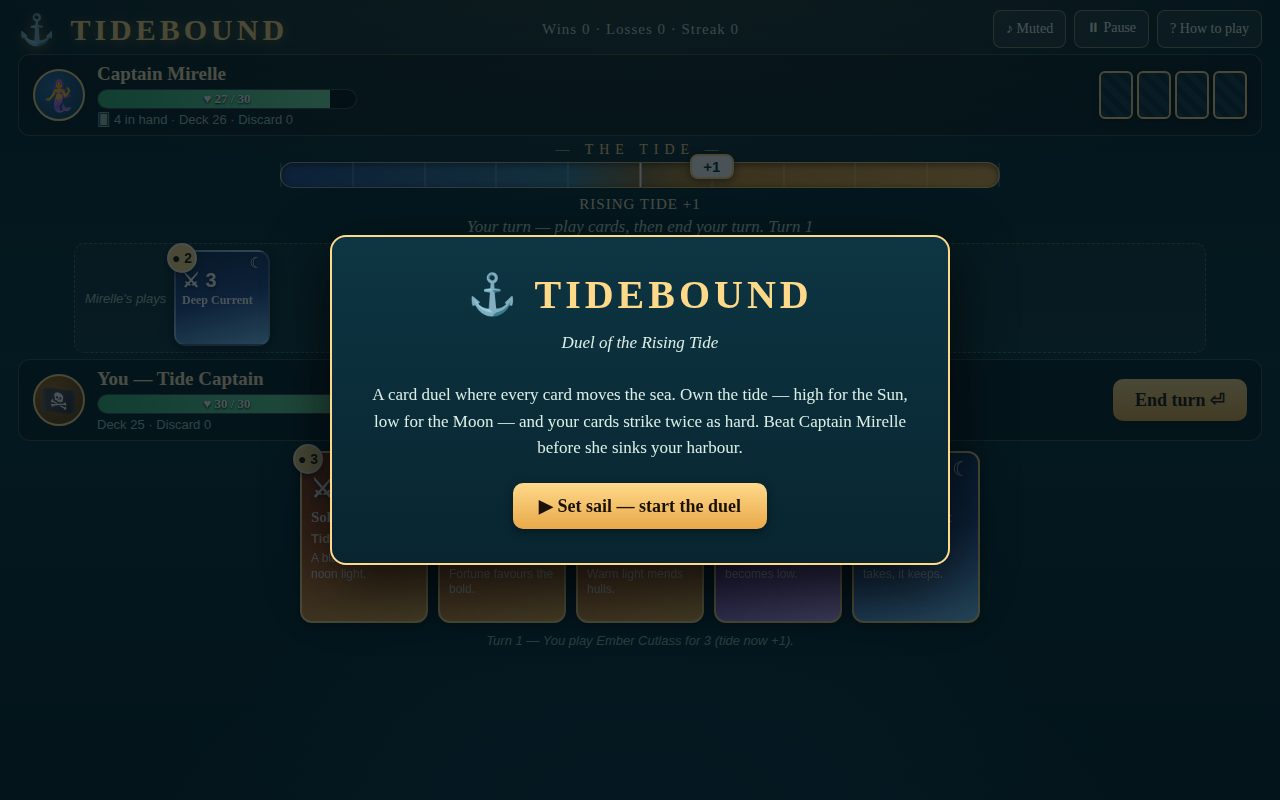 ⚓ TIDEBOUND
Wins 0 · Losses 0 · Streak 0
♪ Muted
⏸ Pause
? How to play
Captain Mirelle
♥ 27 / 30
4 in hand · Deck 26 · Discard 0
— THE TIDE —
+1
RISING TIDE +1
Your turn — play cards, then end your turn. Turn 1
Mirelle's plays
● 2
⚔ 3
Deep Current
⚓ TIDEBOUND
Duel of the Rising Tide
A card duel where every card moves the sea. Own the tide — high for the Sun,
low for the Moon — and your cards strike twice as hard. Beat Captain Mirelle
before she sinks your harbour.
▶ Set sail — start the duel
You — Tide Captain
♥ 30 / 30
Deck 25 · Discard 0
End turn ⏎
● 3
noon light.
Fortune favours the
bold.
Warm light mends
hulls.
becomes low.
takes, it keeps.
Turn 1 — You play Ember Cutlass for 3 (tide now +1).